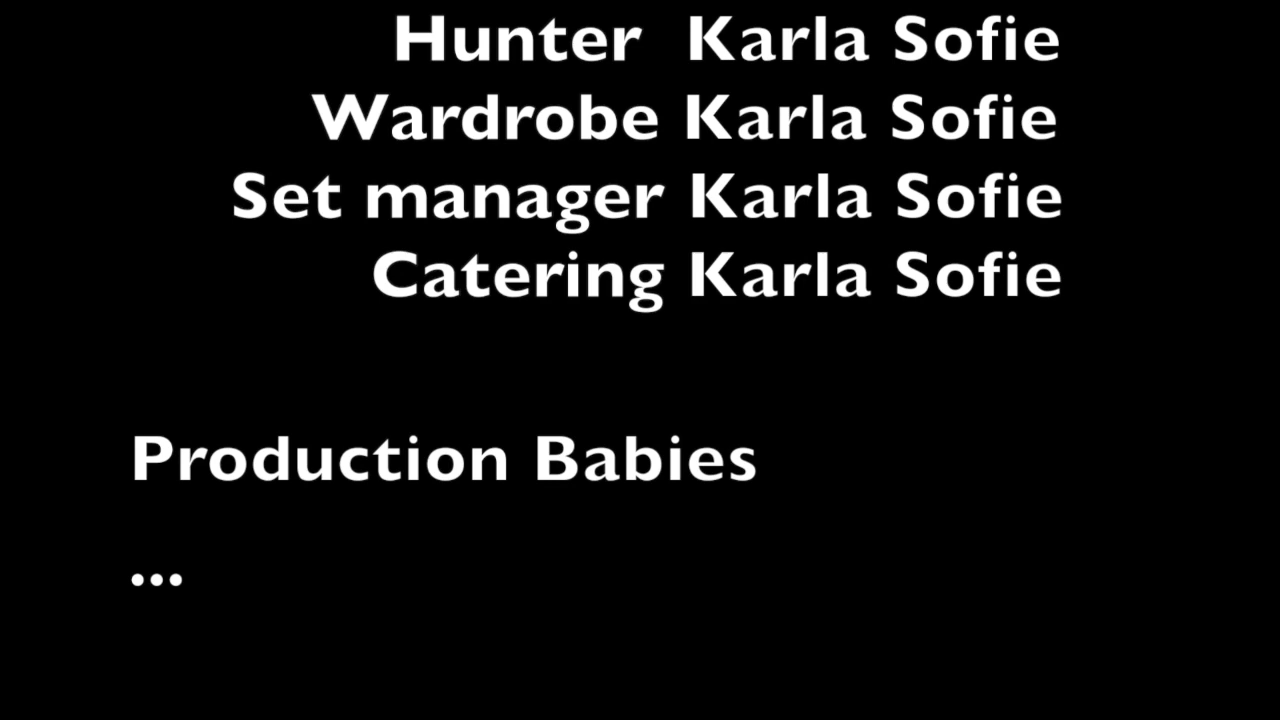 Hunter  Karla Sofie
Wardrobe Karla Sofie
Set manager Karla Sofie
Catering Karla Sofie
Production Babies
...